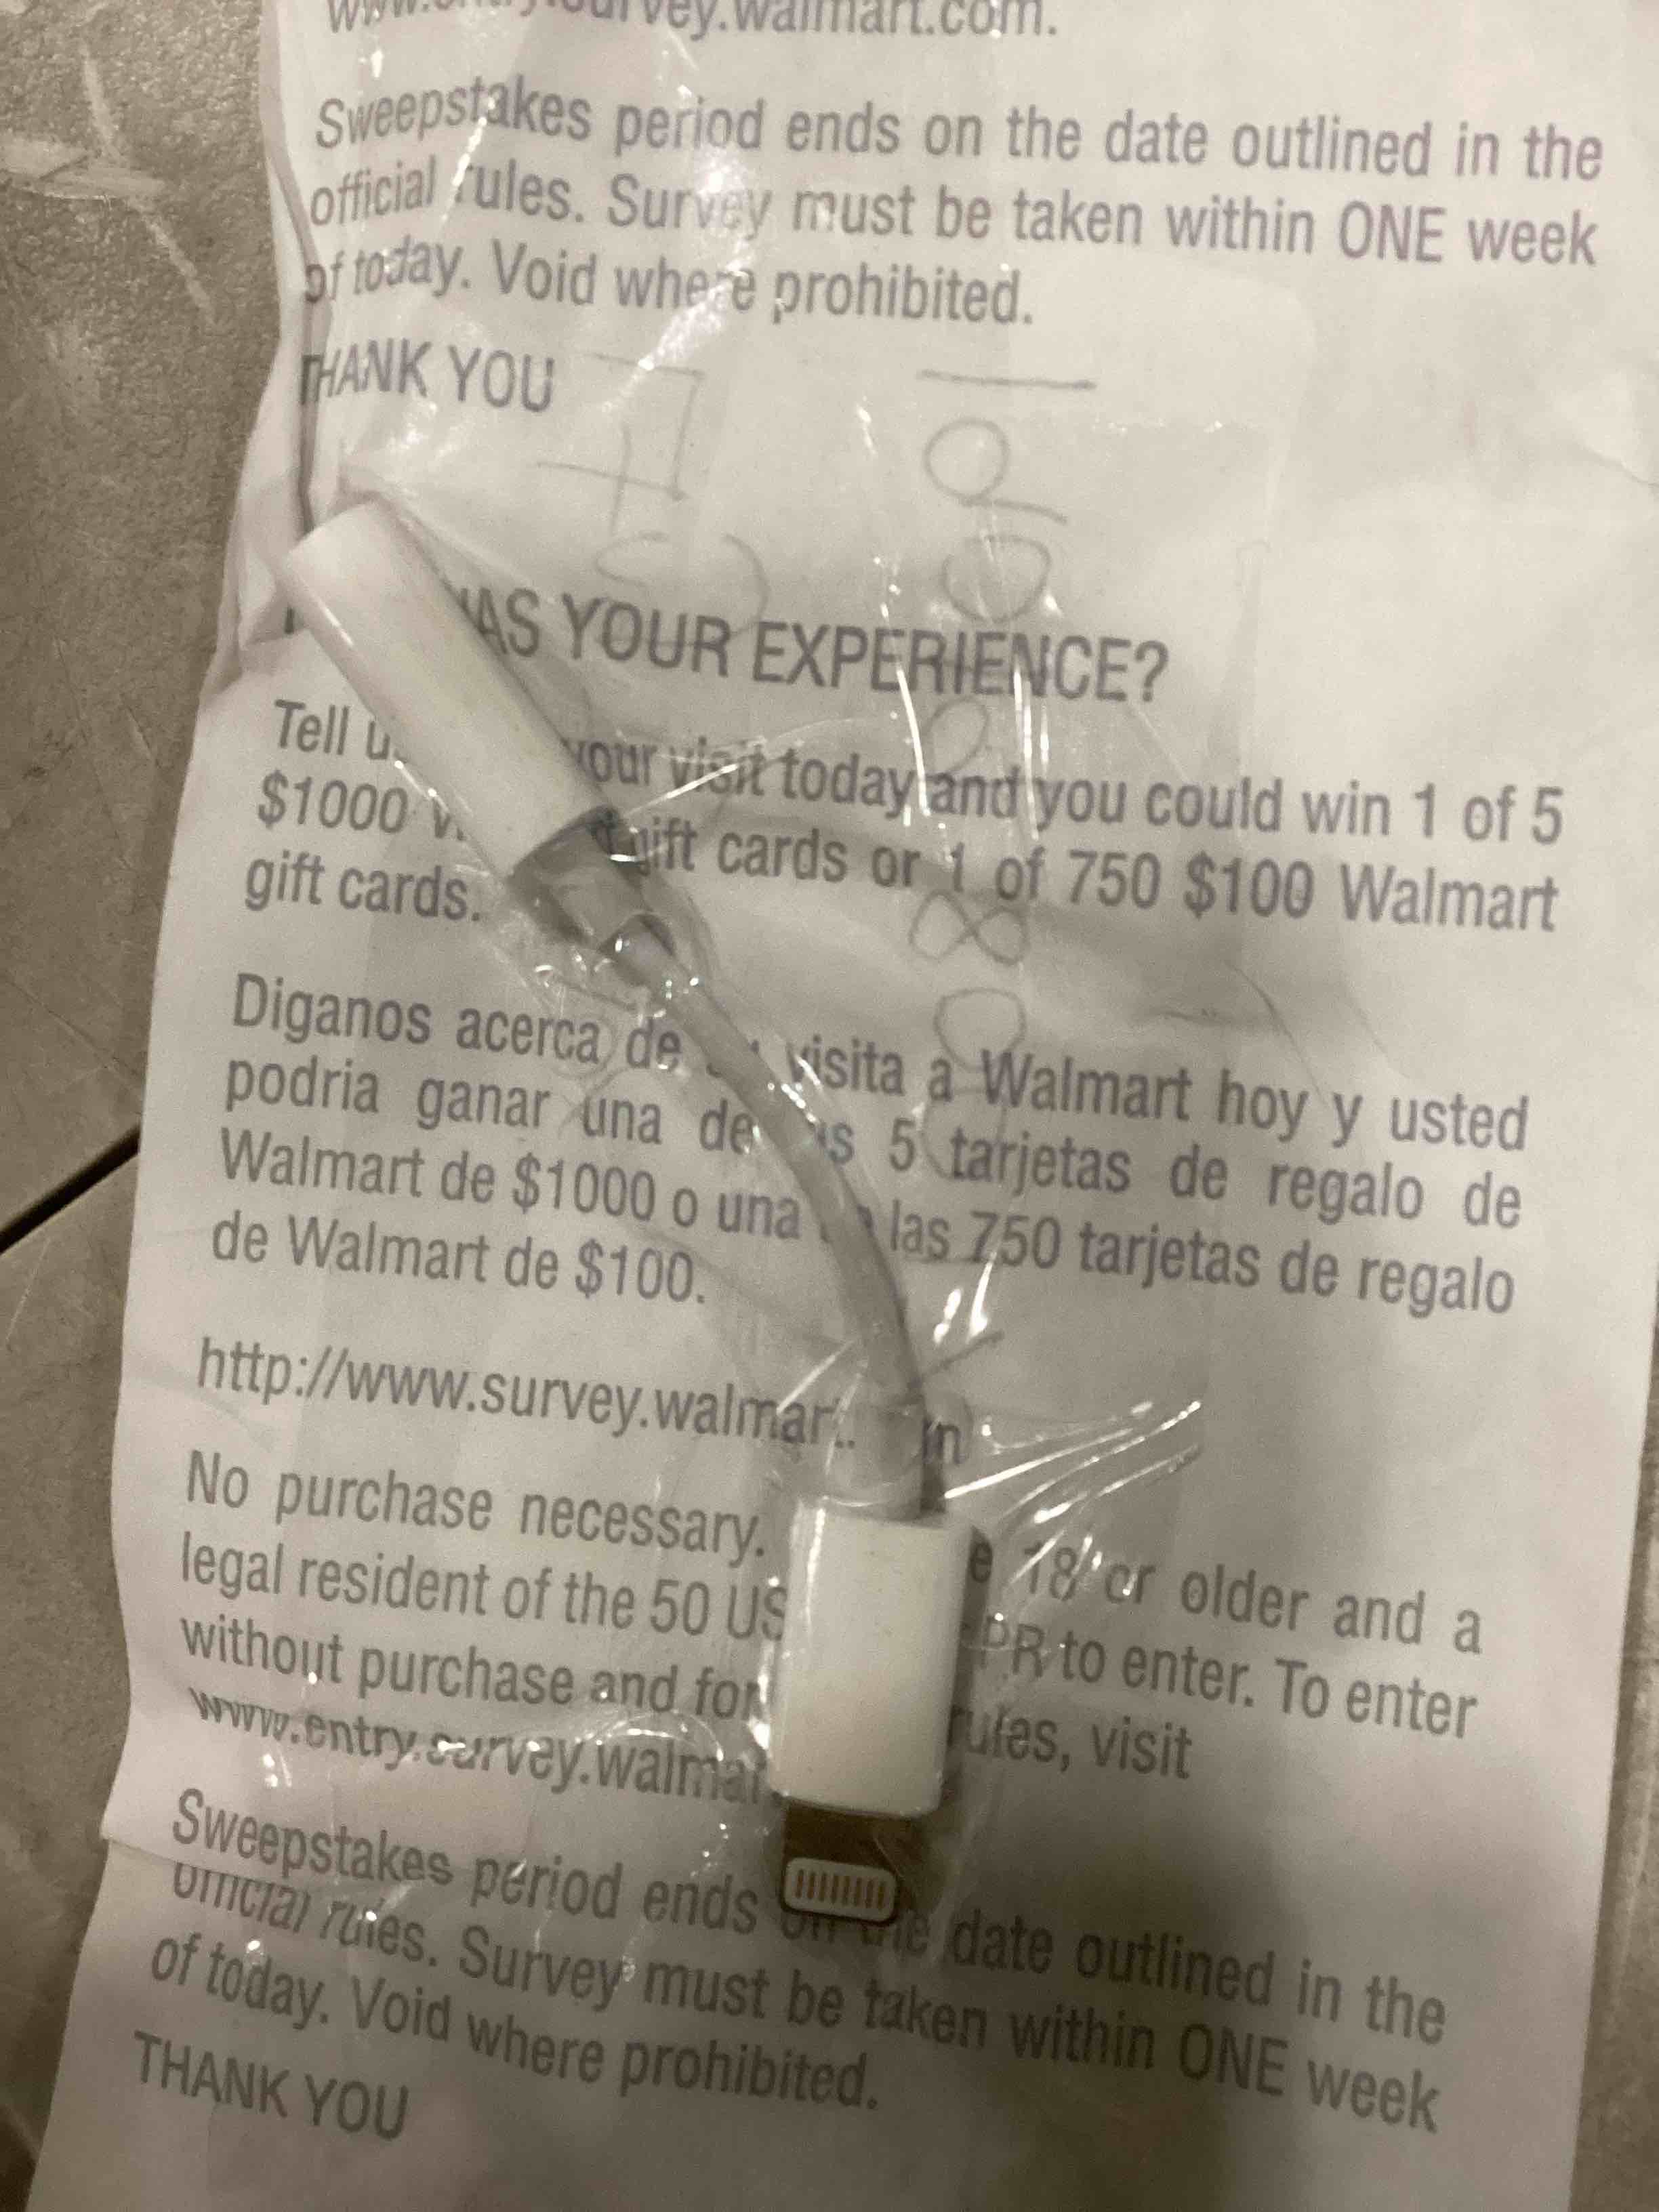 Sweepstakes period ends on the date outlined in the
official rules. Survey must be taken within ONE week
of today. Void where prohibited.
THANK YOU
AS YOUR EXPERIENCE?
Tell your visit today and you could win 1 of 5
$1000 gift cards or 1 of 750 $100 Walmart
gift cards.
Diganos acerca de visita a Walmart hoy y usted
podria ganar una de 5 tarjetas de regalo de
Walmart de $1000 o una las 750 tarjetas de regalo
de Walmart de $100.
http://www.survey.walmart.
No purchase necessary. 18 or older and a
legal resident of the 50 US PR to enter. To enter
without purchase and for rules, visit
www.entry.survey.walmar
Sweepstakes period ends on the date outlined in the
official rules. Survey must be taken within ONE week
of today. Void where prohibited.
THANK YOU